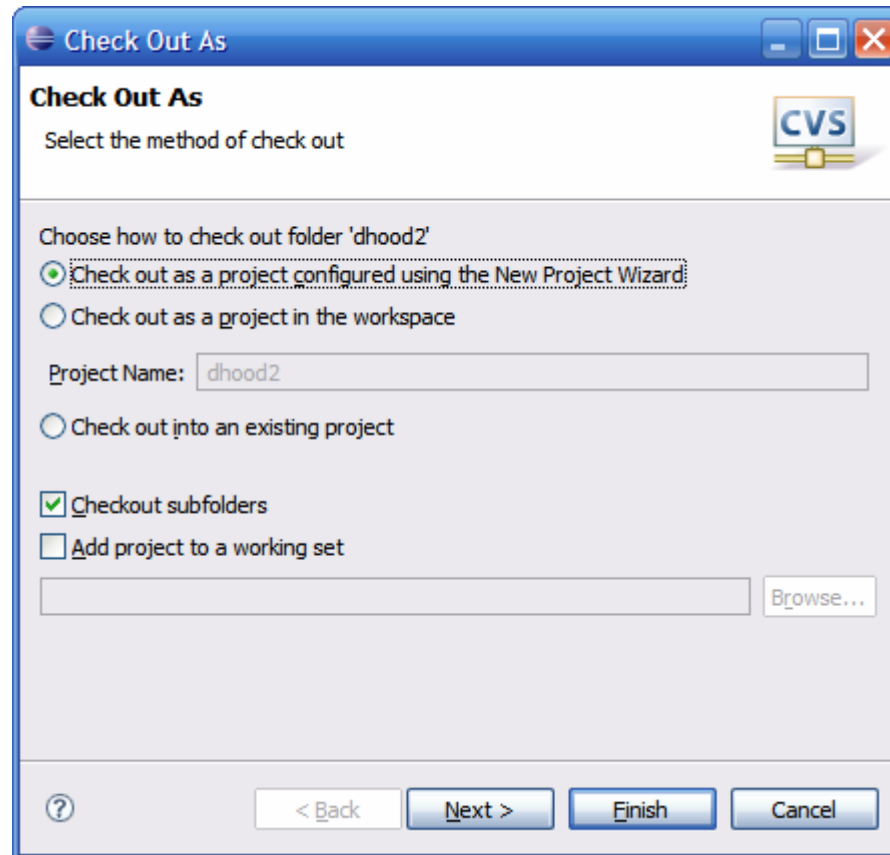 Check Out As
Check Out As
Select the method of check out
CVS
Choose how to check out folder 'dhood2'
Check out as a project configured using the New Project Wizard
Check out as a project in the workspace
Project Name: dhood2
Check out into an existing project
Checkout subfolders
Add project to a working set
Browse...
? < Back Next > Finish Cancel